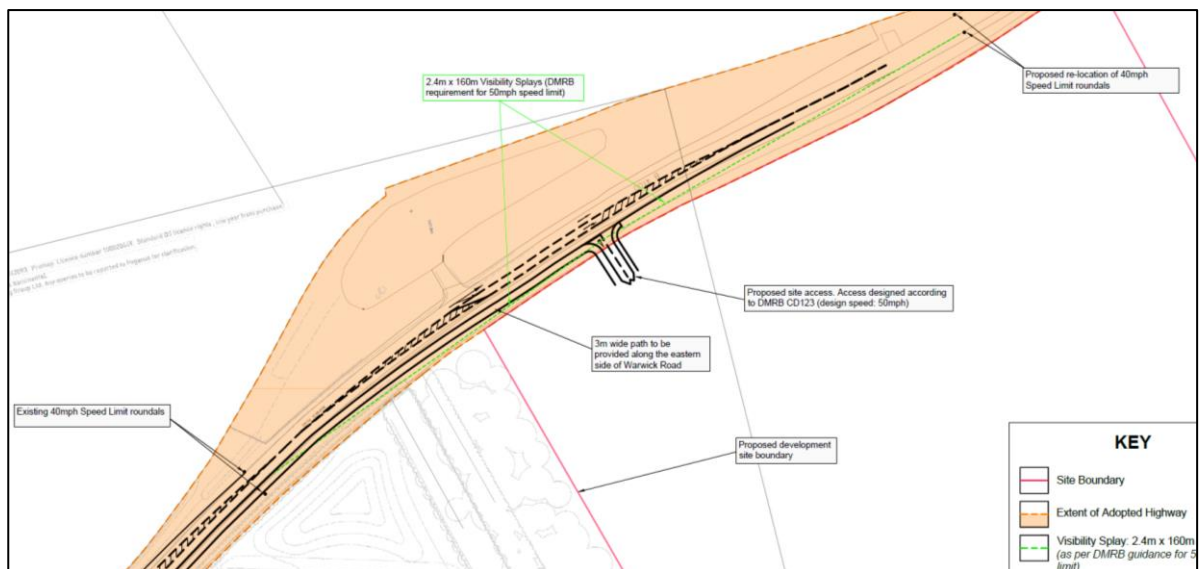 2.4m x 160m Visibility Splays (DMRB
requirement for 50mph speed limit)
Proposed re-location of 40mph
Speed Limit roundals
Proposed site access. Access designed according
to DMRB CD123 (design speed: 50mph)
3m wide path to be
provided along the eastern
side of Warwick Road
Existing 40mph Speed Limit roundals
Proposed development
site boundary
KEY
Site Boundary
Extent of Adopted Highway
Visibility Splay: 2.4m x 160m
(as per DMRB guidance for 5
limit)